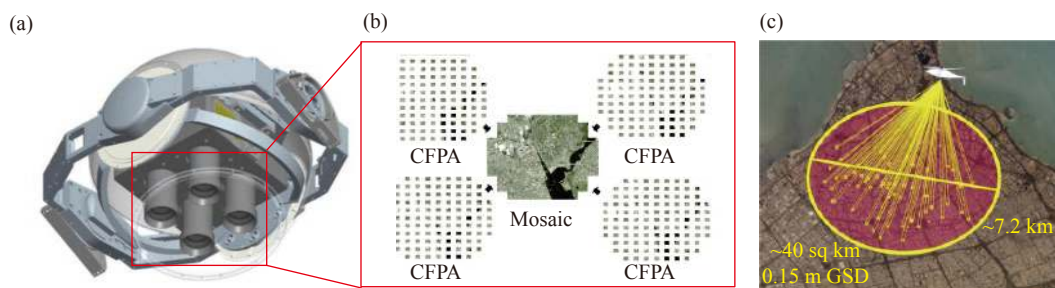 (a)
(b)
(c)
CFPA
CFPA
Mosaic
CFPA
CFPA
~7.2 km
~40 sq km
0.15 m GSD